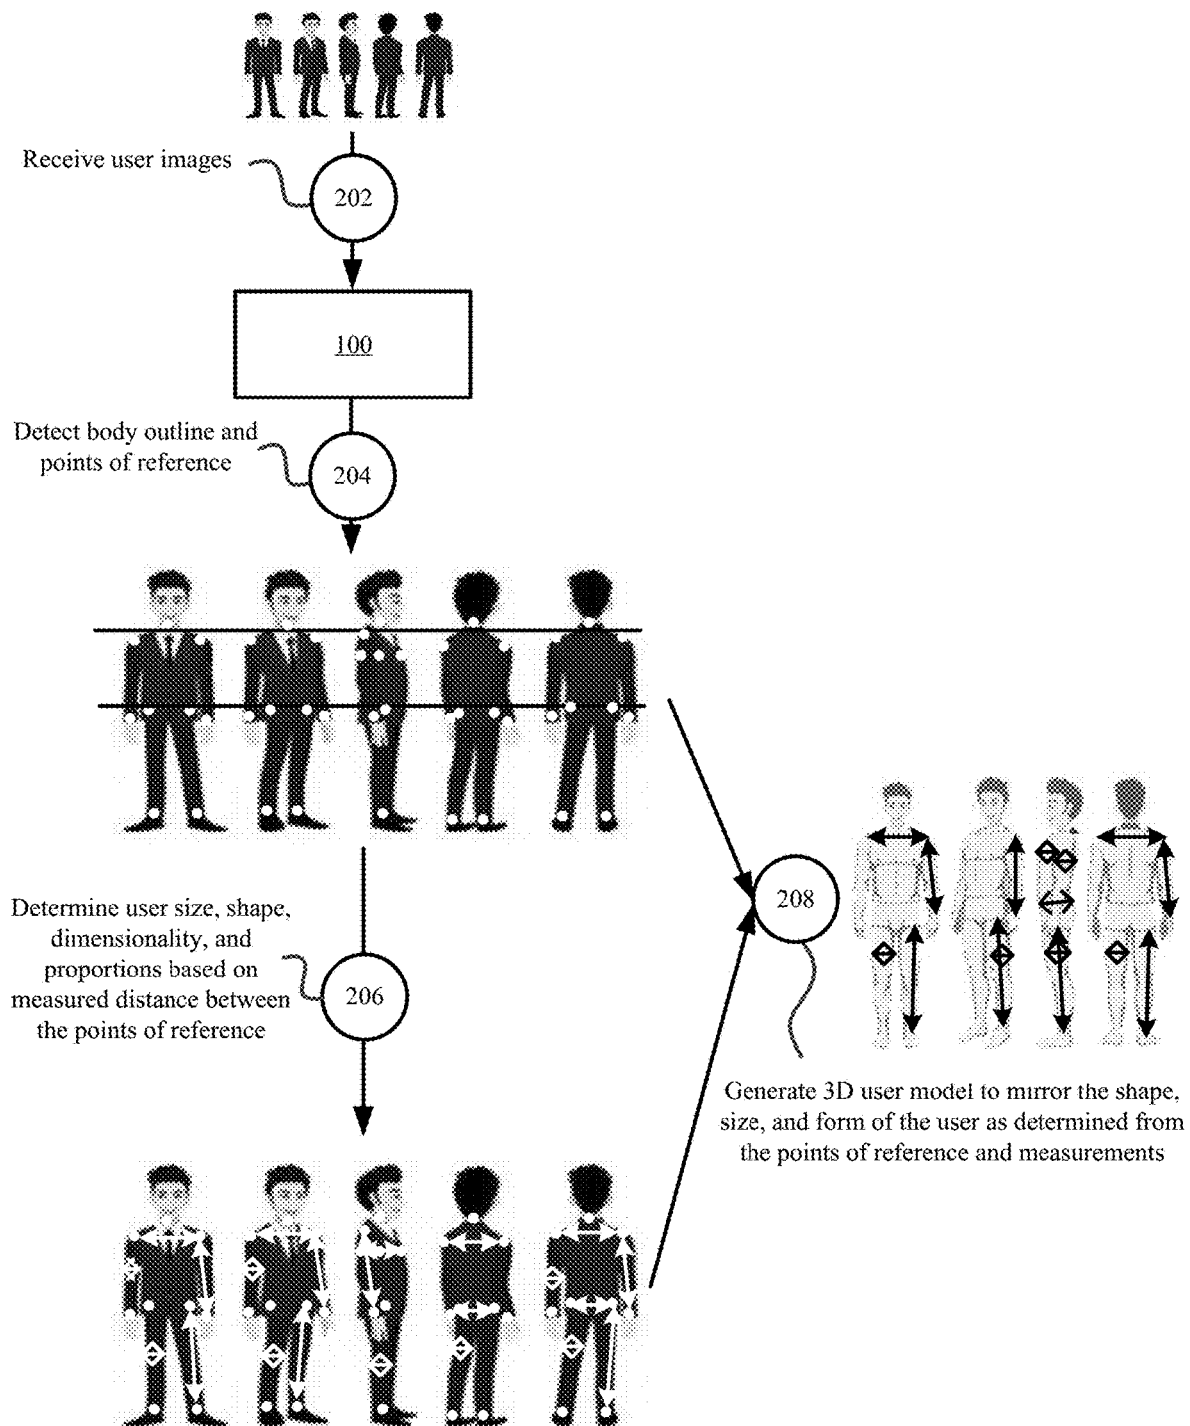 Receive user images
202
100
Detect body outline and
points of reference
204
Determine user size, shape,
dimensionality, and
proportions based on
measured distance between
the points of reference
206
208
Generate 3D user model to mirror the shape,
size, and form of the user as determined from
the points of reference and measurements